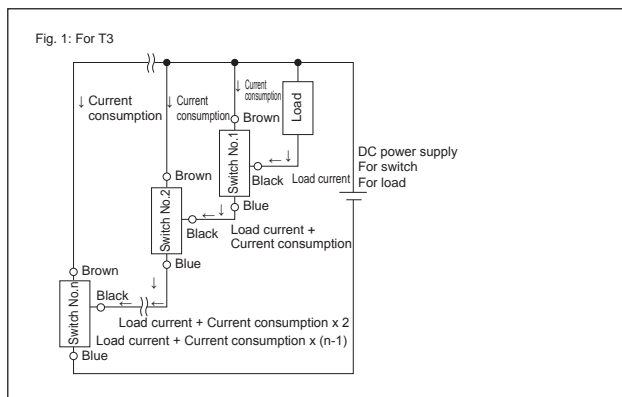 Fig. 1: For T3
↓ Current
consumption
↓ Current
consumption
↓ Current
consumption
Brown
Load
Switch No.1
← ↓
Black
Load current
DC power supply
For switch
For load
Brown
Blue
Switch No.2
← ↓
Black
Load current +
Current consumption
Blue
Brown
↓
Switch No.n
Black
← ←
Load current + Current consumption x 2
Load current + Current consumption x (n-1)
Blue